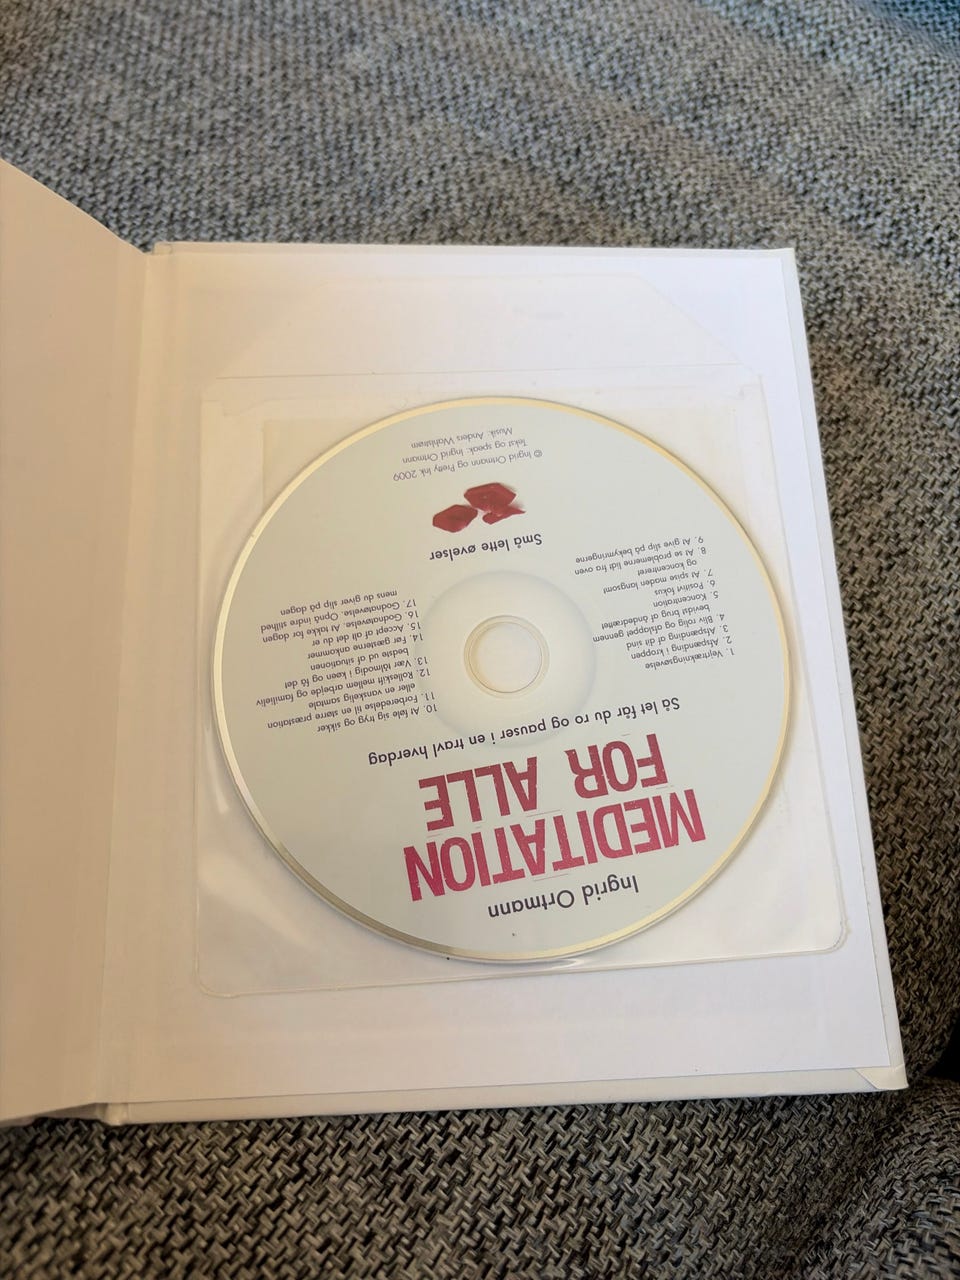 Ingrid Ortmann
MEDITATION
FOR ALLE
Så let får du ro og pauser i en travl hverdag
1. Vejrtrækningsøvelse
2. Afspænding i kroppen
3. Afspænding af dit sind
4. Bliv rolig og afslappet gennem
bevidst brug af åndedrættet
5. Koncentration
6. Positivt fokus
7. At spise maden langsomt
og koncentreret
8. At se problemerne lidt fra oven
9. At give slip på bekymringerne
10. At føle sig tryg og sikker
11. Forberedelse til en større præstation
eller en vanskelig samtale
12. Rolleskift mellem arbejde og familieliv
13. Vær tålmodig i køen og få det
bedste ud af situationen
14. Før gæsterne ankommer
15. Accept af alt det du er
16. Godnatøvelse. At takke for dagen
17. Godnatøvelse. Opnå indre stilhed
mens du giver slip på dagen
Små lette øvelser
© Ingrid Ortmann og Pretty Ink 2009
Tekst og speak: Ingrid Ortmann
Musik: Anders Wahlstrøm